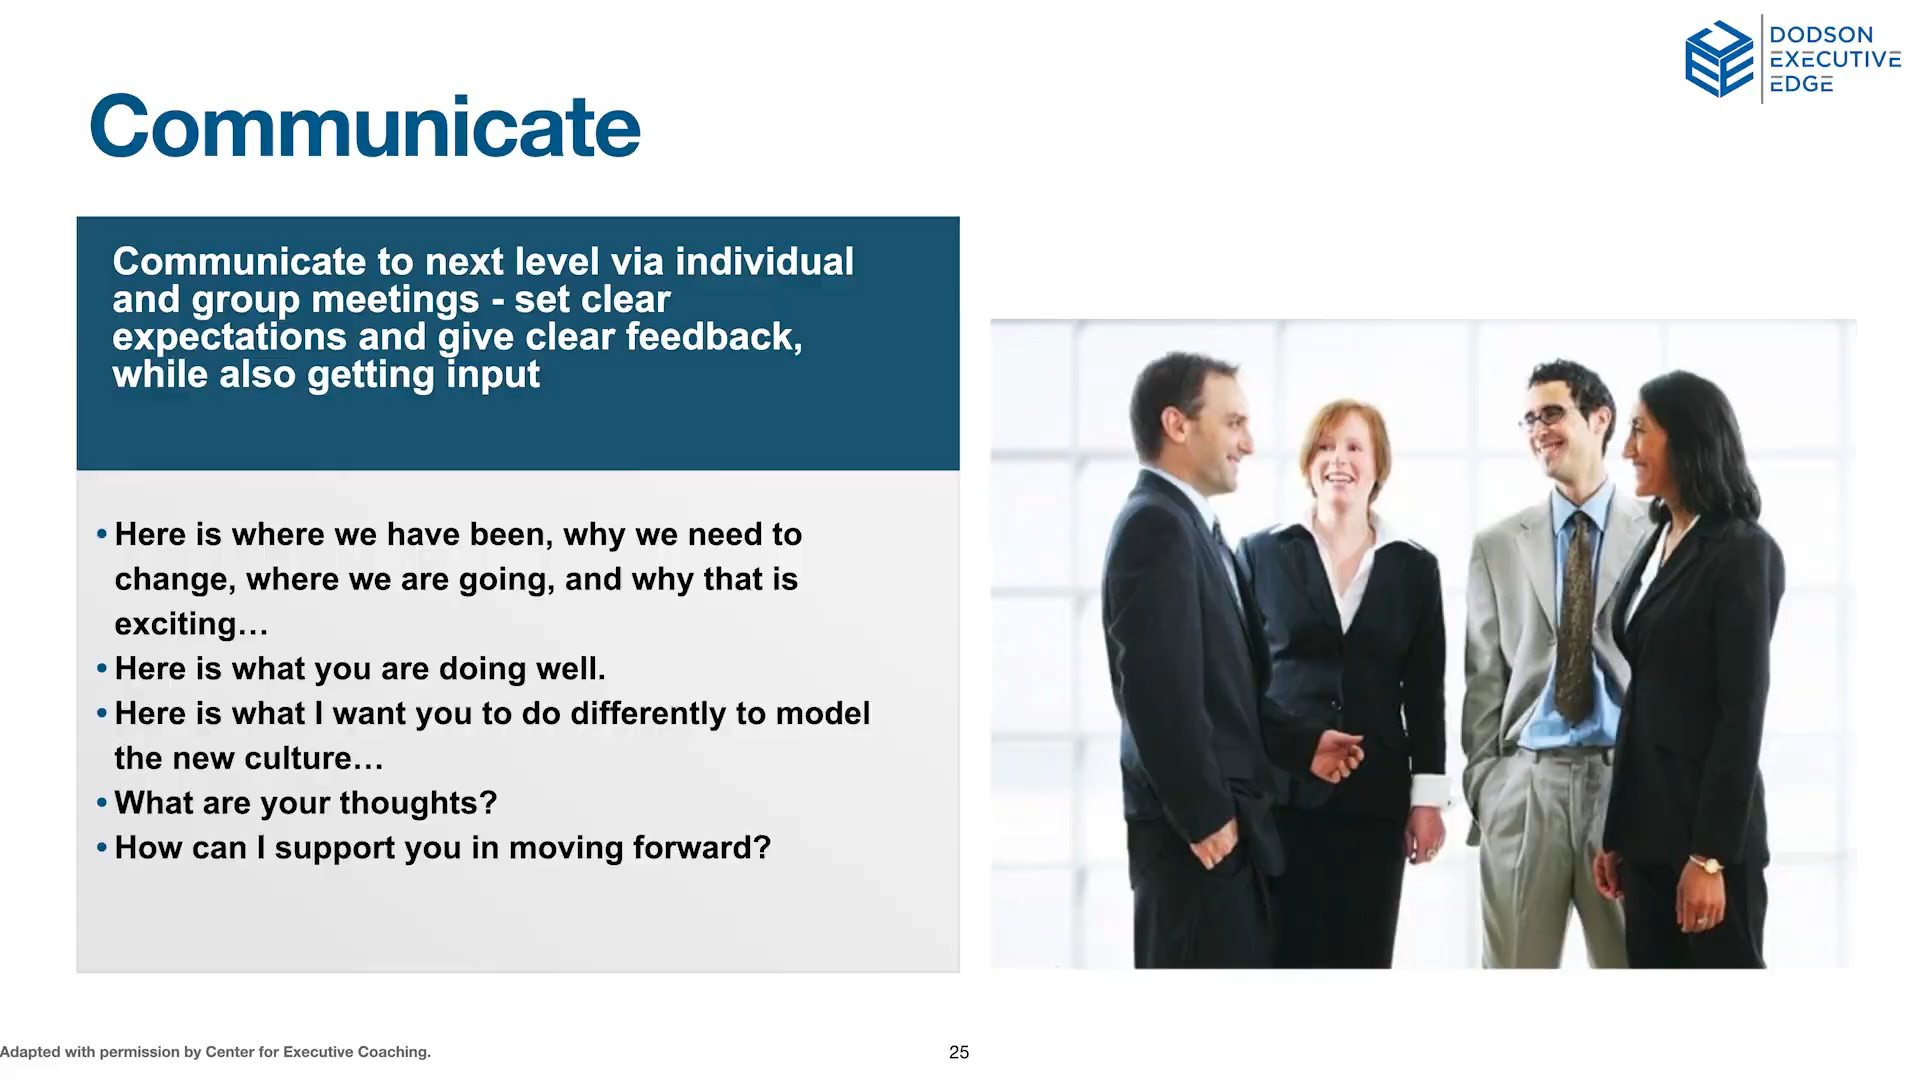 DODSON
EXECUTIVE
EDGE
Communicate
Communicate to next level via individual
and group meetings - set clear
expectations and give clear feedback,
while also getting input
• Here is where we have been, why we need to
change, where we are going, and why that is
exciting…
• Here is what you are doing well.
• Here is what I want you to do differently to model
the new culture…
• What are your thoughts?
• How can I support you in moving forward?
Adapted with permission by Center for Executive Coaching.
25